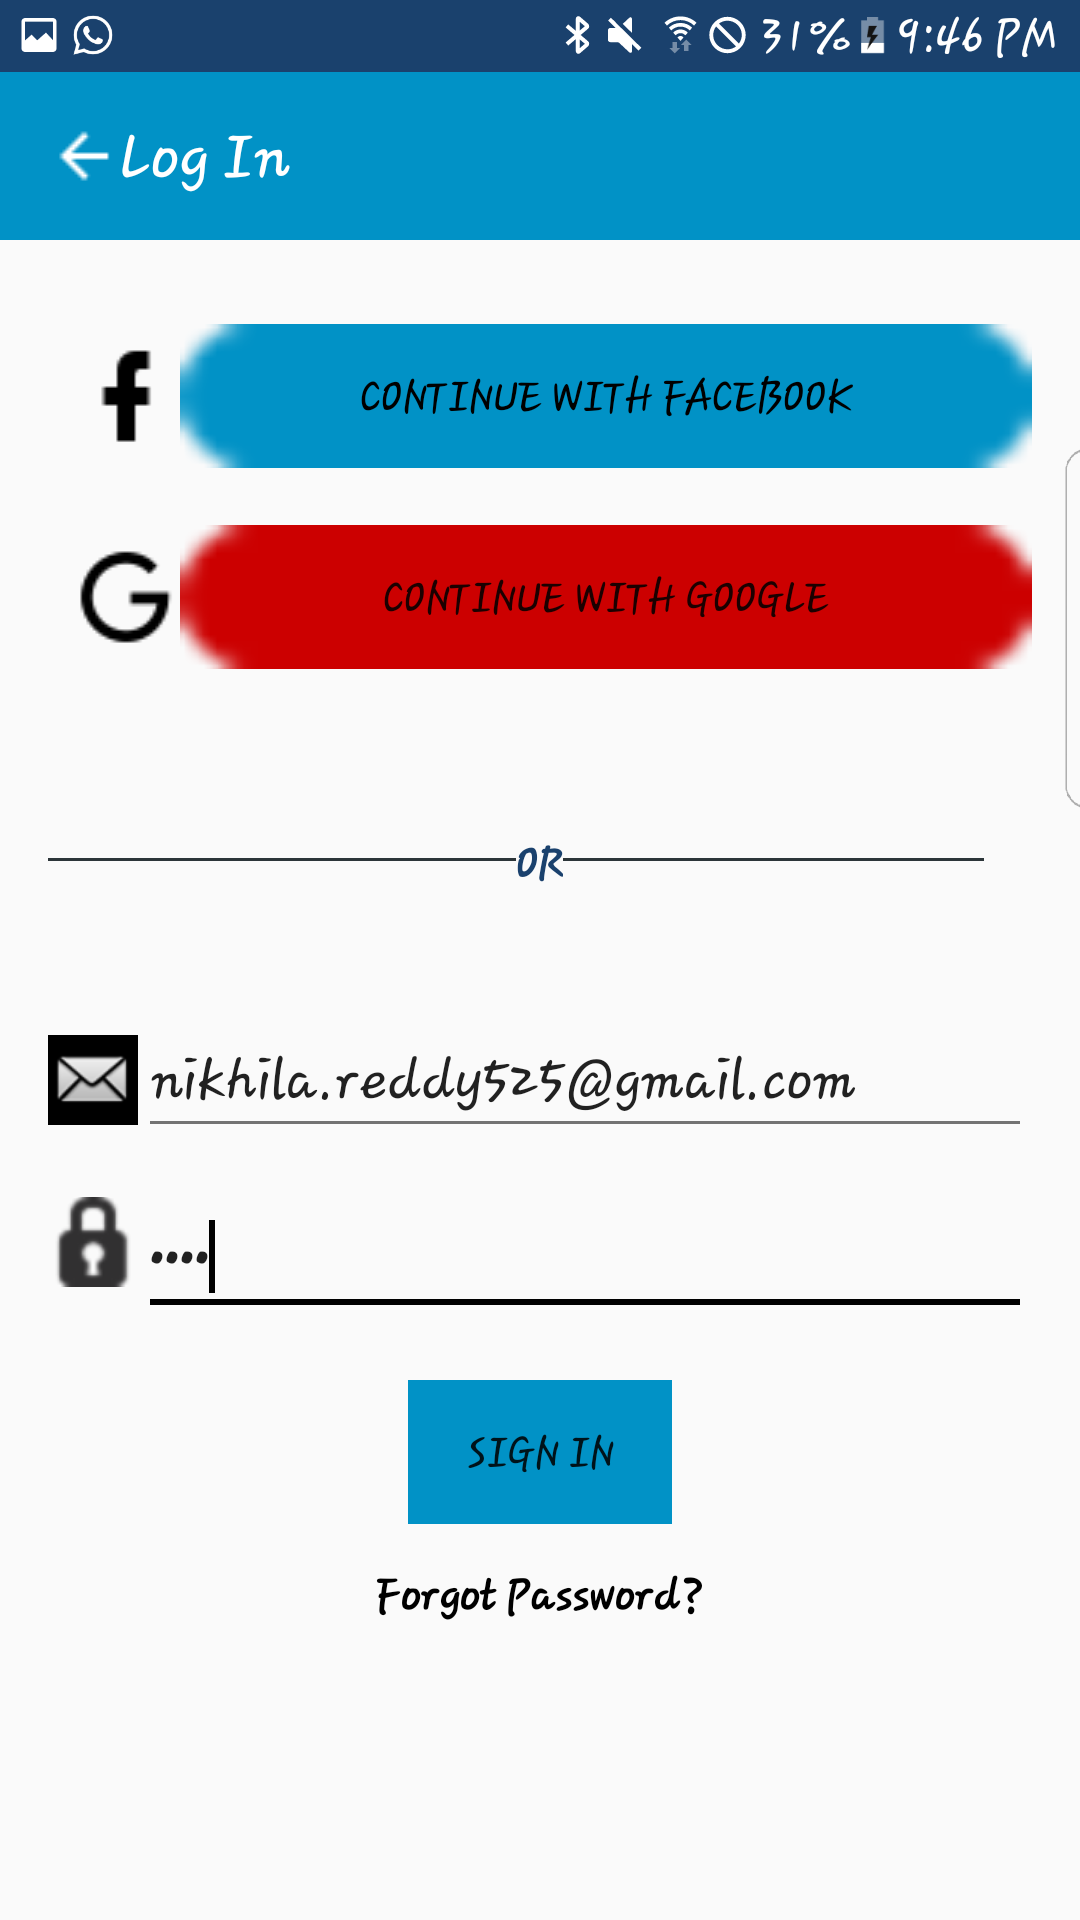 31% 9:46 PM
Log In
CONTINUE WITH FACEBOOK
CONTINUE WITH GOOGLE
OR
nikhila.reddy525@gmail.com
••••
SIGN IN
Forgot Password?